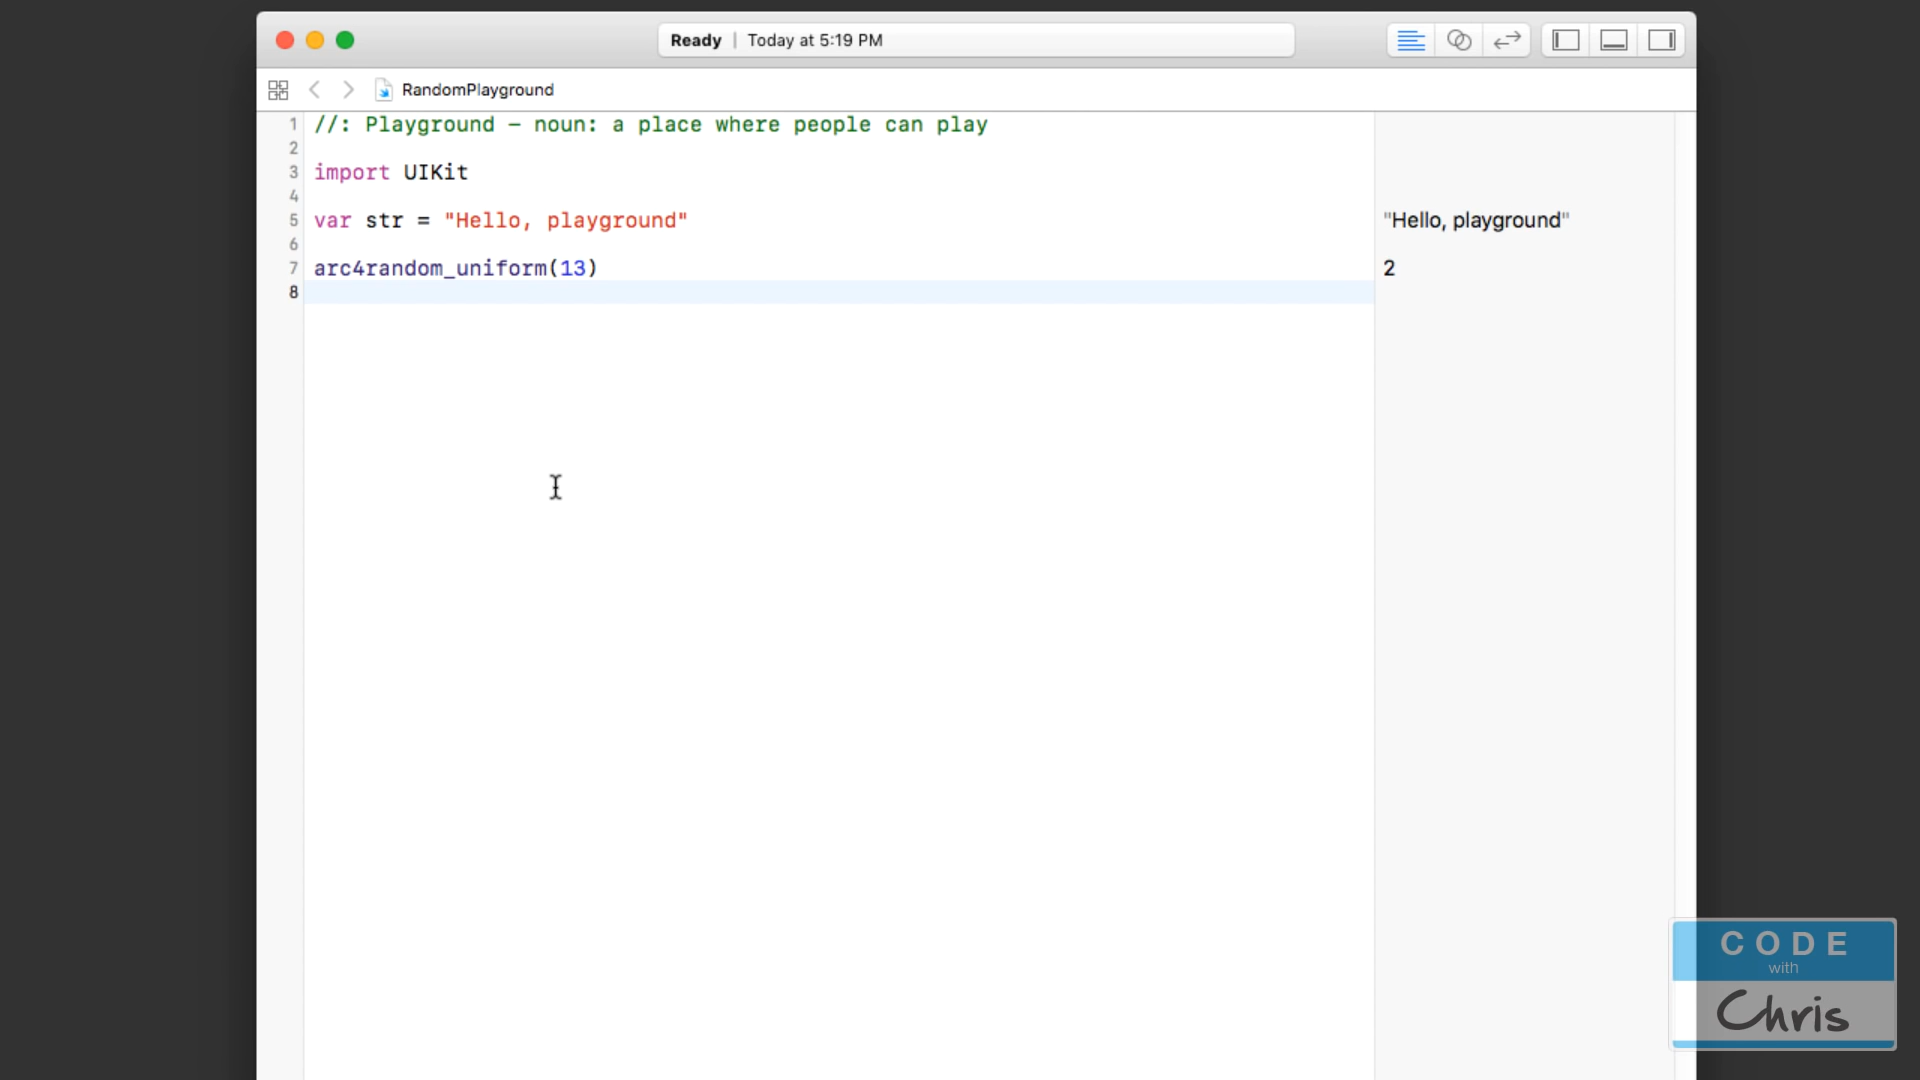 Ready | Today at 5:19 PM
RandomPlayground
1 //: Playground – noun: a place where people can play
2
3 import UIKit
4
5 var str = "Hello, playground"
"Hello, playground"
6
7 arc4random_uniform(13)
2
8
CODE
with
Chris